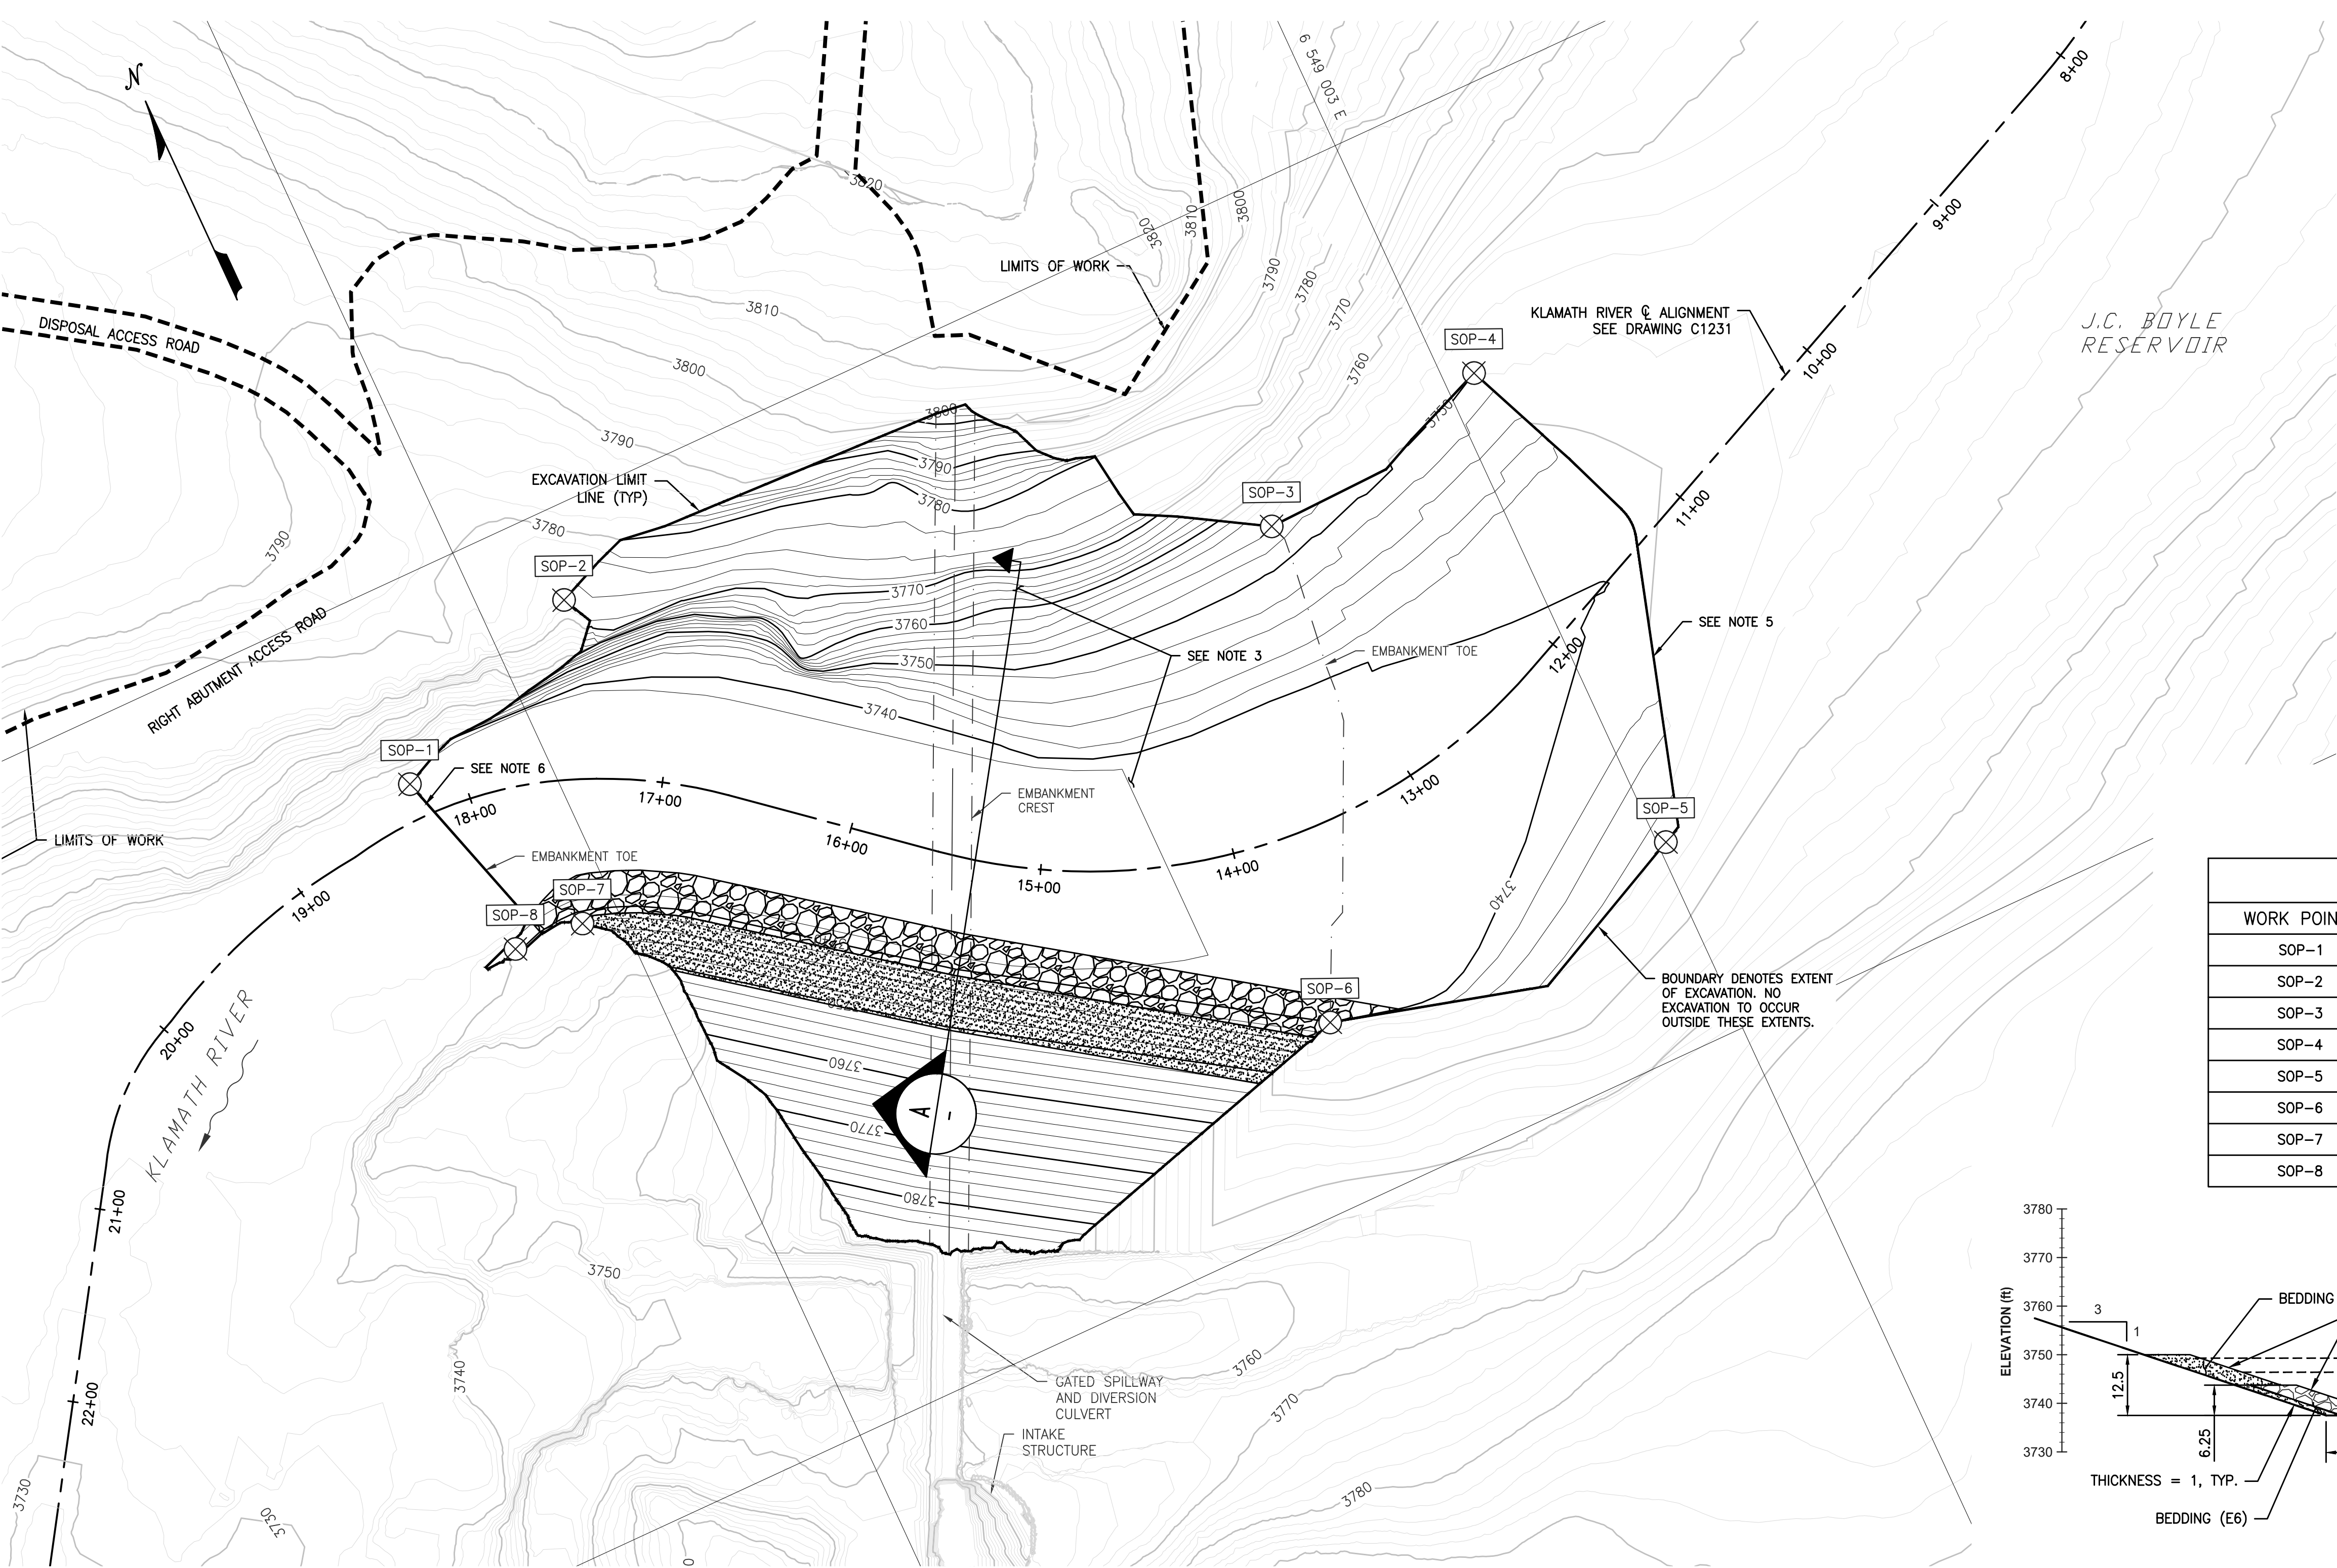 N
6 549 003 E
8+00
3820
3800
3810
3820
9+00
LIMITS OF WORK
3790
3780
3810
3770
KLAMATH RIVER ℄ ALIGNMENT
SEE DRAWING C1231
J.C. BOYLE
RESERVOIR
DISPOSAL ACCESS ROAD
SOP-4
10+00
3800
3760
3800
3750
3790
3790
EXCAVATION LIMIT
LINE (TYP)
SOP-3
3780
11+00
3780
3790
SOP-2
3770
3760
SEE NOTE 5
RIGHT ABUTMENT ACCESS ROAD
3750
SEE NOTE 3
EMBANKMENT TOE
12+00
3740
SOP-1
SEE NOTE 6
17+00
EMBANKMENT
CREST
13+00
18+00
SOP-5
LIMITS OF WORK
EMBANKMENT TOE
16+00
14+00
15+00
SOP-7
19+00
3740
SOP-8
WORK POIN
SOP-1
SOP-2
SOP-3
SOP-4
SOP-5
SOP-6
SOP-7
SOP-8
SOP-6
BOUNDARY DENOTES EXTENT
OF EXCAVATION. NO
EXCAVATION TO OCCUR
OUTSIDE THESE EXTENTS.
KLAMATH RIVER
20+00
3760
A
-
3770
3780
21+00
3750
3740
22+00
3760
GATED SPILLWAY
AND DIVERSION
CULVERT
3770
INTAKE
STRUCTURE
3780
3730
3730
0
ELEVATION (ft)
3780
3770
3760
3750
3740
3730
3
1
BEDDING
12.5
6.25
THICKNESS = 1, TYP.
BEDDING (E6)